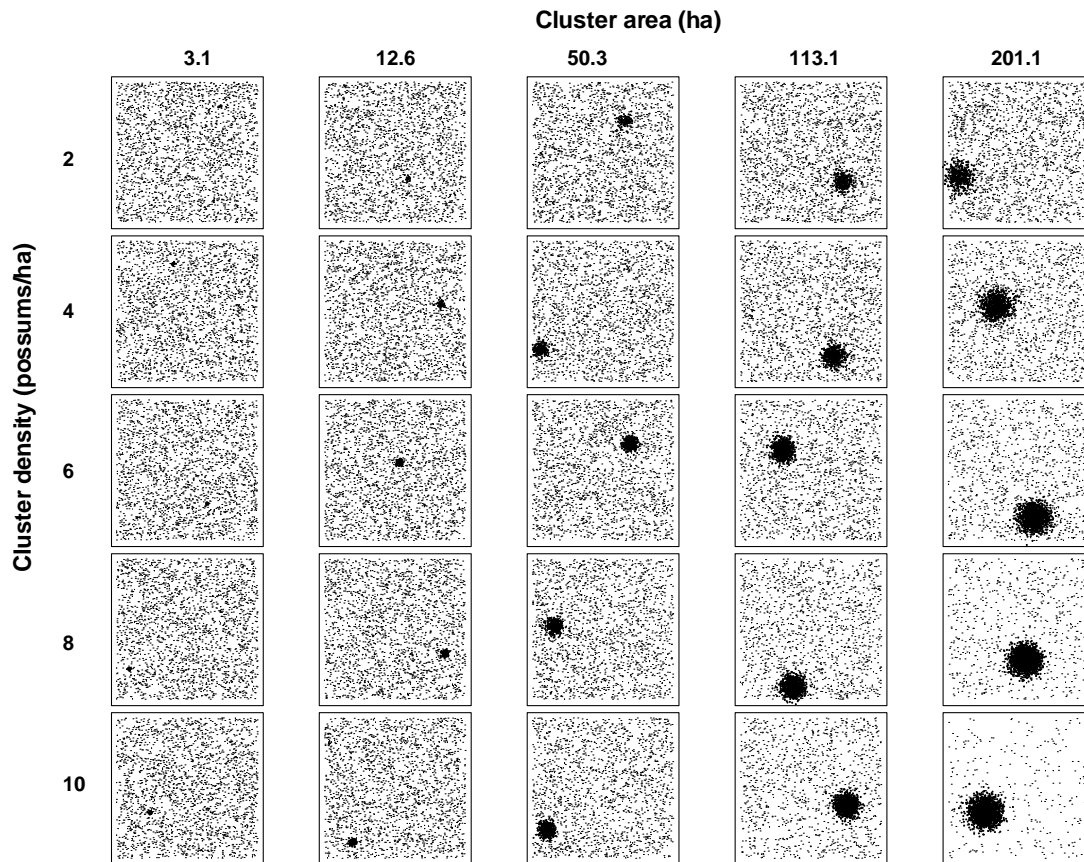 Cluster area (ha)
3.1 12.6 50.3 113.1 201.1
Cluster density (possums/ha)
2
4
6
8
10